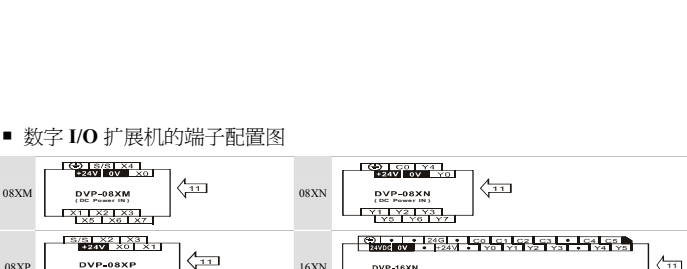 ▪ 数字 I/O 扩展机的端子配置图
08XM
S/S X4
+24V 0V X0
DVP-08XM
( DC Power IN )
X1 X2 X3
X5 X6 X7
11
08XN
C0 Y4
+24V 0V Y0
DVP-08XN
( DC Power IN )
Y1 Y2 Y3
Y5 Y6 Y7
11
08XP
S/S X2 X3
+24V X0 X1
DVP-08XP
11
16XN
• • 24G • C0 C1 C2 C3 • C4 C5
24VDC 0V • +24V • Y0 Y1 Y2 Y3 • Y4 Y5
DVP-16XN
11